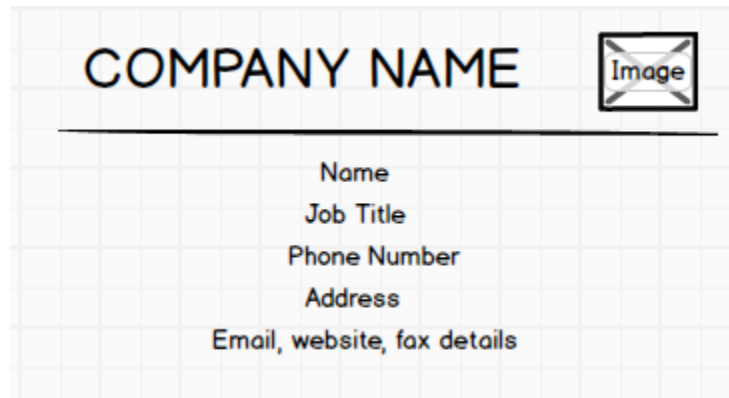 COMPANY NAME
Image
Name
Job Title
Phone Number
Address
Email, website, fax details